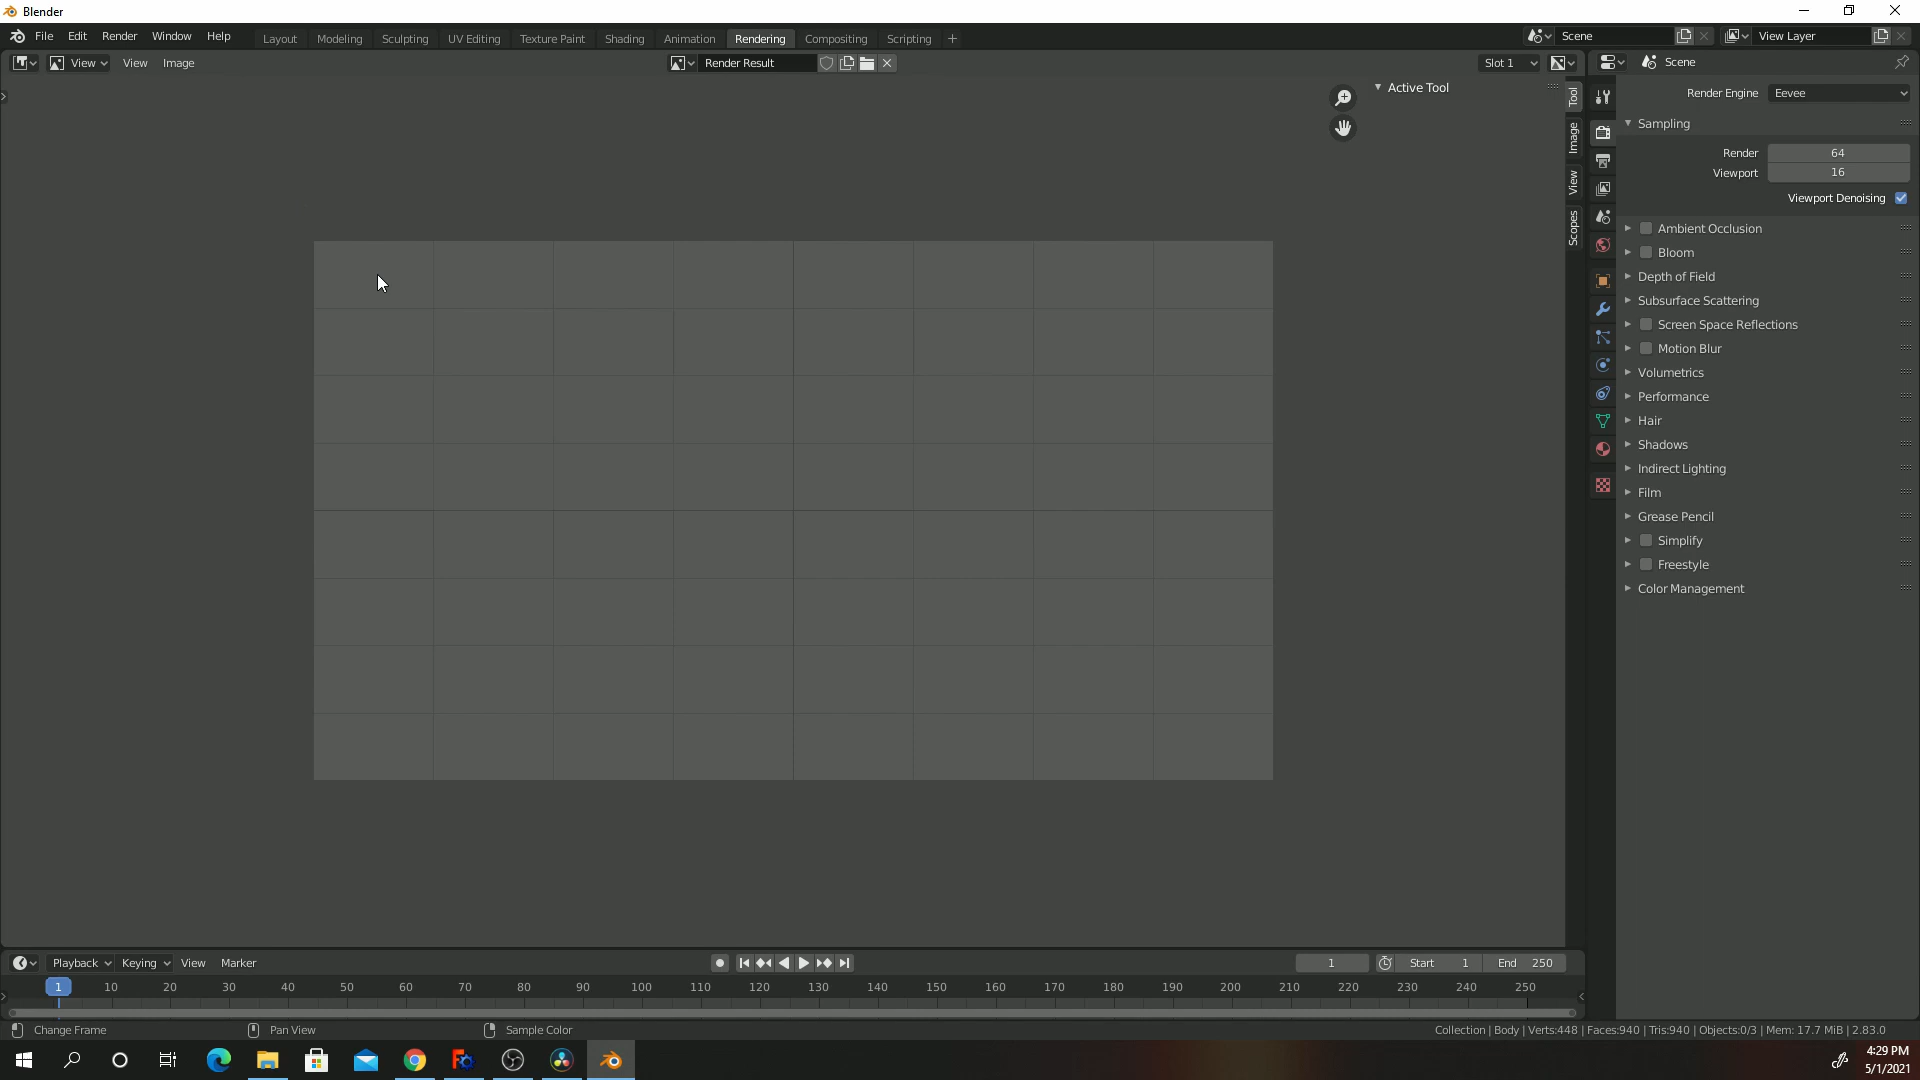 Blender
File Edit Render Window Help Layout Modeling Sculpting UV Editing Texture Paint Shading Animation Rendering Compositing Scripting + Scene View Layer
View View Image Render Result Slot 1 Scene
Active Tool
Tool
Image
View
Scopes
Render Engine Eevee
Sampling
Render 64
Viewport 16
Viewport Denoising
Ambient Occlusion
Bloom
Depth of Field
Subsurface Scattering
Screen Space Reflections
Motion Blur
Volumetrics
Performance
Hair
Shadows
Indirect Lighting
Film
Grease Pencil
Simplify
Freestyle
Color Management
Playback Keying View Marker 1 Start 1 End 250
1 10 20 30 40 50 60 70 80 90 100 110 120 130 140 150 160 170 180 190 200 210 220 230 240 250
Change Frame Pan View Sample Color Collection | Body | Verts:448 | Faces:940 | Tris:940 | Objects:0/3 | Mem: 17.7 MiB | 2.83.0
4:29 PM
5/1/2021